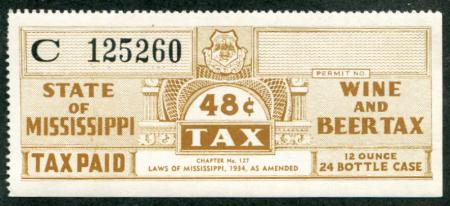 C 125260
PERMIT NO.
STATE
OF
MISSISSIPPI
48¢
TAX
WINE
AND
BEER TAX
TAX PAID
CHAPTER No. 127
LAWS OF MISSISSIPPI, 1934, AS AMENDED
12 OUNCE
24 BOTTLE CASE